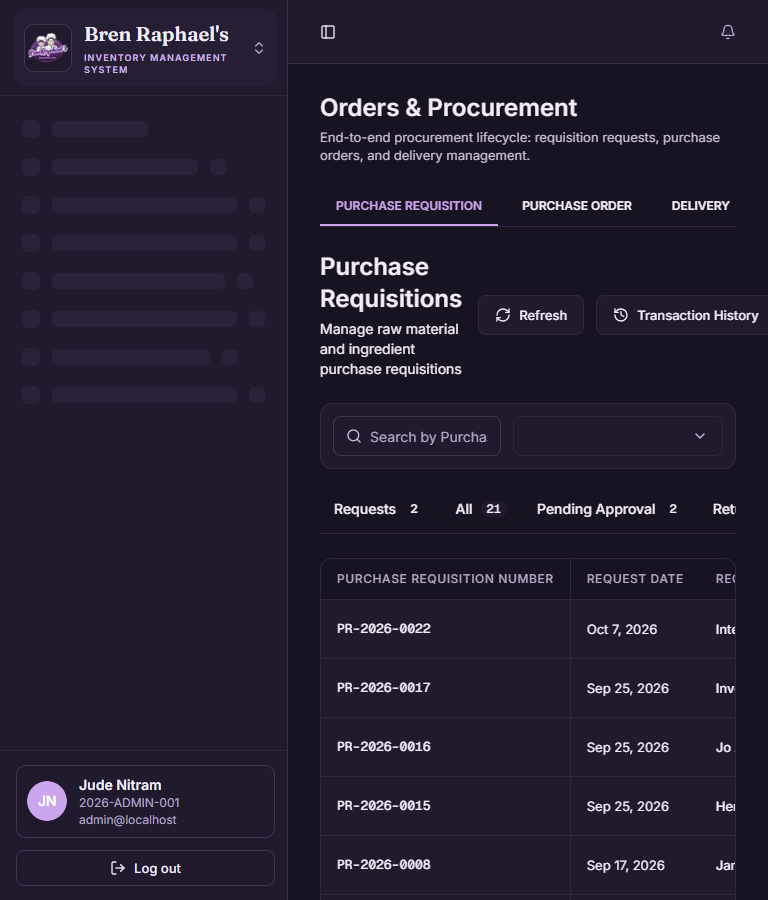 Bren Raphael's
INVENTORY MANAGEMENT
SYSTEM
Orders & Procurement
End-to-end procurement lifecycle: requisition requests, purchase
orders, and delivery management.
PURCHASE REQUISITION
PURCHASE ORDER
DELIVERY
Purchase
Requisitions
Manage raw material
and ingredient
purchase requisitions
Refresh
Transaction History
Search by Purcha
Requests 2
All 21
Pending Approval 2
PURCHASE REQUISITION NUMBER
REQUEST DATE
PR-2026-0022
Oct 7, 2026
PR-2026-0017
Sep 25, 2026
PR-2026-0016
Sep 25, 2026
Jo
PR-2026-0015
Sep 25, 2026
PR-2026-0008
Sep 17, 2026
JN
Jude Nitram
2026-ADMIN-001
admin@localhost
Log out